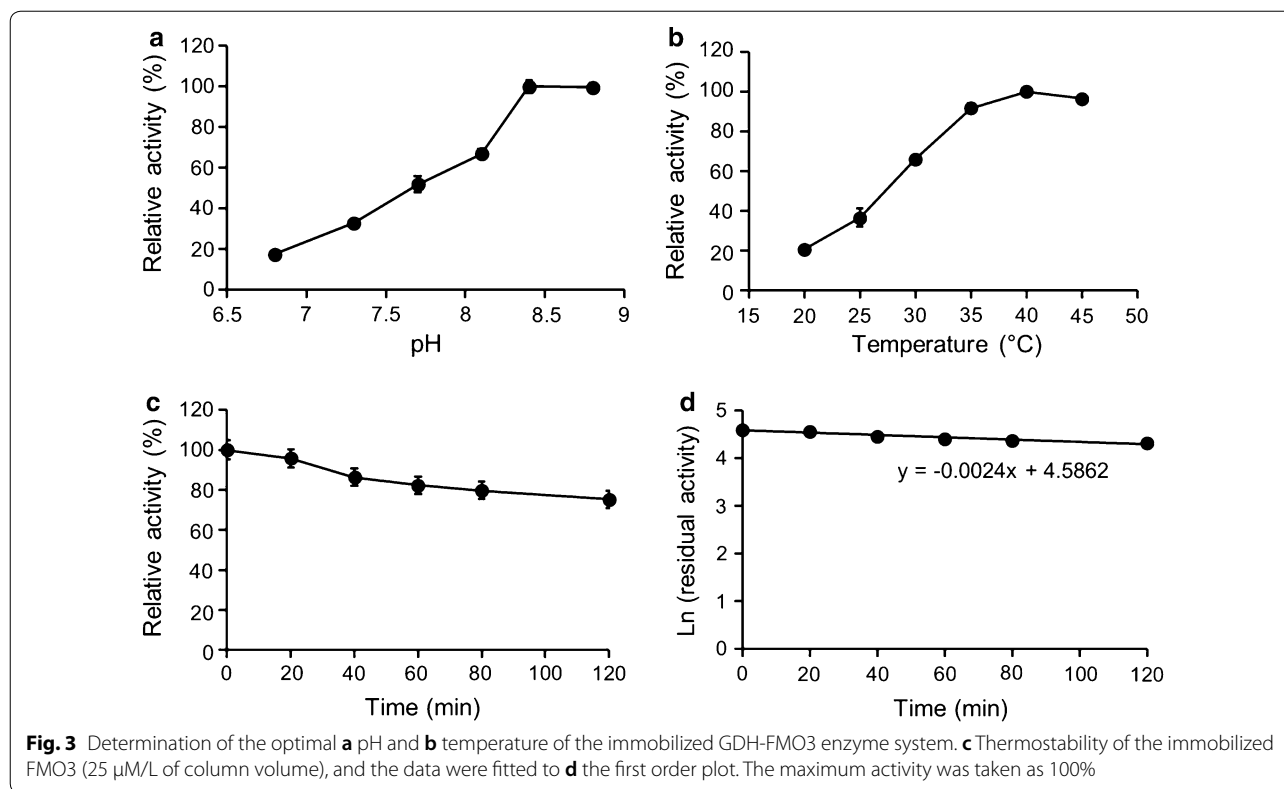 a
120
100
80
60
40
20
0
Relative activity (%)
6.5 7 7.5 8 8.5 9
pH
b
120
100
80
60
40
20
0
Relative activity (%)
15 20 25 30 35 40 45 50
Temperature (°C)
c
120
100
80
60
40
20
0
Relative activity (%)
0 20 40 60 80 100 120
Time (min)
d
5
4
3
2
1
0
Ln (residual activity)
y = -0.0024x + 4.5862
0 20 40 60 80 100 120
Time (min)
Fig. 3 Determination of the optimal a pH and b temperature of the immobilized GDH-FMO3 enzyme system. c Thermostability of the immobilized
FMO3 (25 μM/L of column volume), and the data were fitted to d the first order plot. The maximum activity was taken as 100%